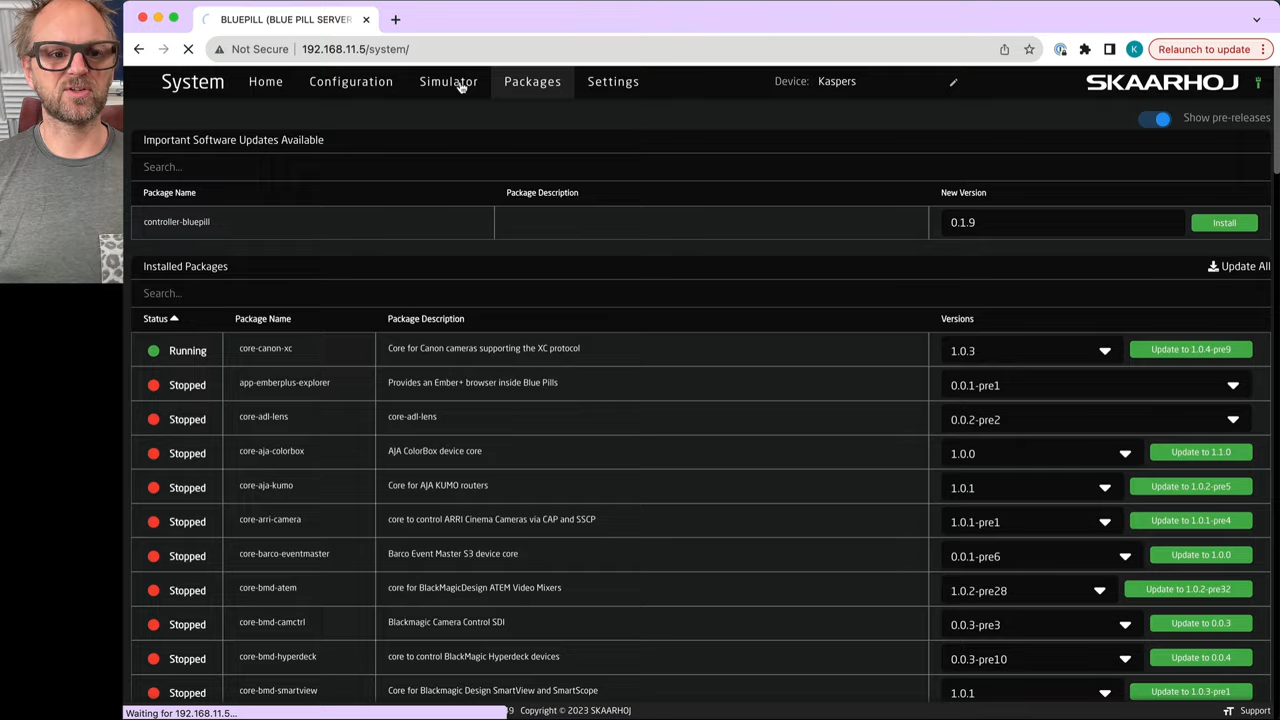 BLUEPILL (BLUE PILL SERVER
Not Secure 192.168.11.5/system/
K
Relaunch to update
System Home Configuration Simulator Packages Settings Device: Kaspers SKAARHOJ
Show pre-releases
Important Software Updates Available
Search...
Package Name Package Description New Version
controller-bluepill 0.1.9 Install
Installed Packages Update All
Search...
Status Package Name Package Description Versions
Running core-canon-xc Core for Canon cameras supporting the XC protocol 1.0.3 Update to 1.0.4-pre9
Stopped app-emberplus-explorer Provides an Ember+ browser inside Blue Pills 0.0.1-pre1
Stopped core-adl-lens core-adl-lens 0.0.2-pre2
Stopped core-aja-colorbox AJA ColorBox device core 1.0.0 Update to 1.1.0
Stopped core-aja-kumo Core for AJA KUMO routers 1.0.1 Update to 1.0.2-pre5
Stopped core-arri-camera core to control ARRI Cinema Cameras via CAP and SSCP 1.0.1-pre1 Update to 1.0.1-pre4
Stopped core-barco-eventmaster Barco Event Master S3 device core 0.0.1-pre6 Update to 1.0.0
Stopped core-bmd-atem core for BlackMagicDesign ATEM Video Mixers 1.0.2-pre28 Update to 1.0.2-pre32
Stopped core-bmd-camctrl Blackmagic Camera Control SDI 0.0.3-pre3 Update to 0.0.3
Stopped core-bmd-hyperdeck core to control BlackMagic Hyperdeck devices 0.0.3-pre10 Update to 0.0.4
Stopped core-bmd-smartview Core for Blackmagic Design SmartView and SmartScope 1.0.1 Update to 1.0.3-pre1
Waiting for 192.168.11.5... 9 Copyright © 2023 SKAARHOJ Support